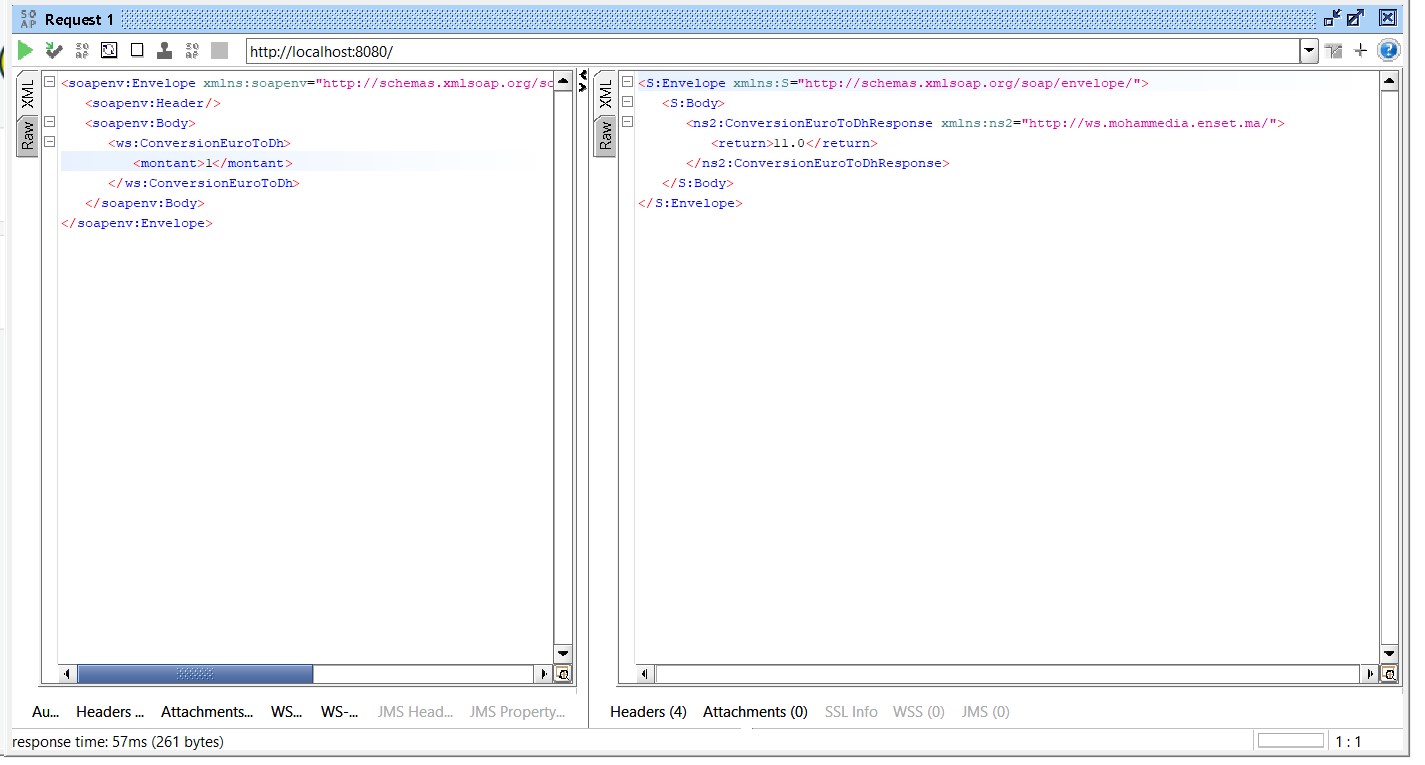 SO AP Request 1
http://localhost:8080/
XML
Raw
<soapenv:Envelope xmlns:soapenv="http://schemas.xmlsoap.org/so
<soapenv:Header/>
<soapenv:Body>
<ws:ConversionEuroToDh>
<montant>1</montant>
</ws:ConversionEuroToDh>
</soapenv:Body>
</soapenv:Envelope>
XML
Raw
<S:Envelope xmlns:S="http://schemas.xmlsoap.org/soap/envelope/">
<S:Body>
<ns2:ConversionEuroToDhResponse xmlns:ns2="http://ws.mohammedia.enset.ma/">
<return>11.0</return>
</ns2:ConversionEuroToDhResponse>
</S:Body>
</S:Envelope>
Au... Headers ... Attachments... WS... WS-... JMS Head... JMS Property...
Headers (4) Attachments (0) SSL Info WSS (0) JMS (0)
response time: 57ms (261 bytes)
1 : 1